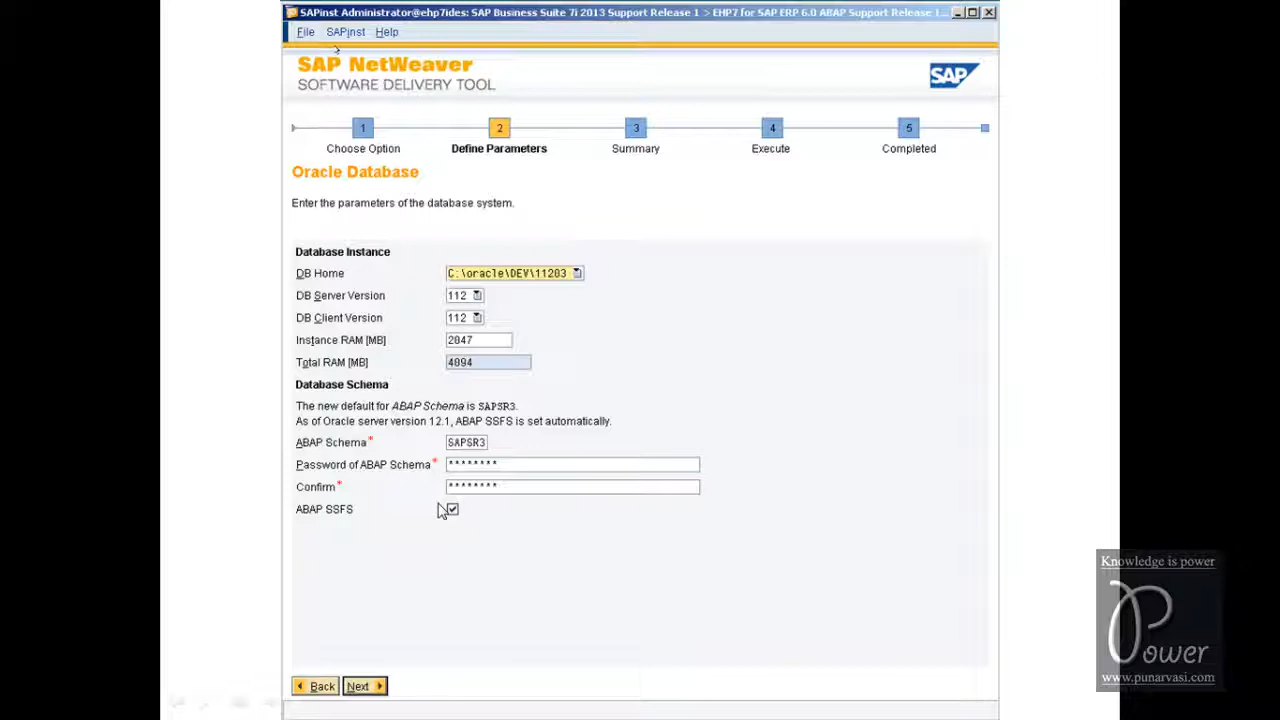 SAPinst Administrator@ehp7ides: SAP Business Suite 7i 2013 Support Release 1 > EHP7 for SAP ERP 6.0 ABAP Support Release 1...
File SAPinst Help
SAP NetWeaver
SOFTWARE DELIVERY TOOL
SAP
1 2 3 4 5
Choose Option Define Parameters Summary Execute Completed
Oracle Database
Enter the parameters of the database system.
Database Instance
DB Home C:\oracle\DEV\11203
DB Server Version 112
DB Client Version 112
Instance RAM [MB] 2047
Total RAM [MB] 4094
Database Schema
The new default for ABAP Schema is SAPSR3.
As of Oracle server version 12.1, ABAP SSFS is set automatically.
ABAP Schema* SAPSR3
Password of ABAP Schema* ********
Confirm* ********
ABAP SSFS
Back Next
Knowledge is power
Power
www.punarvasi.com